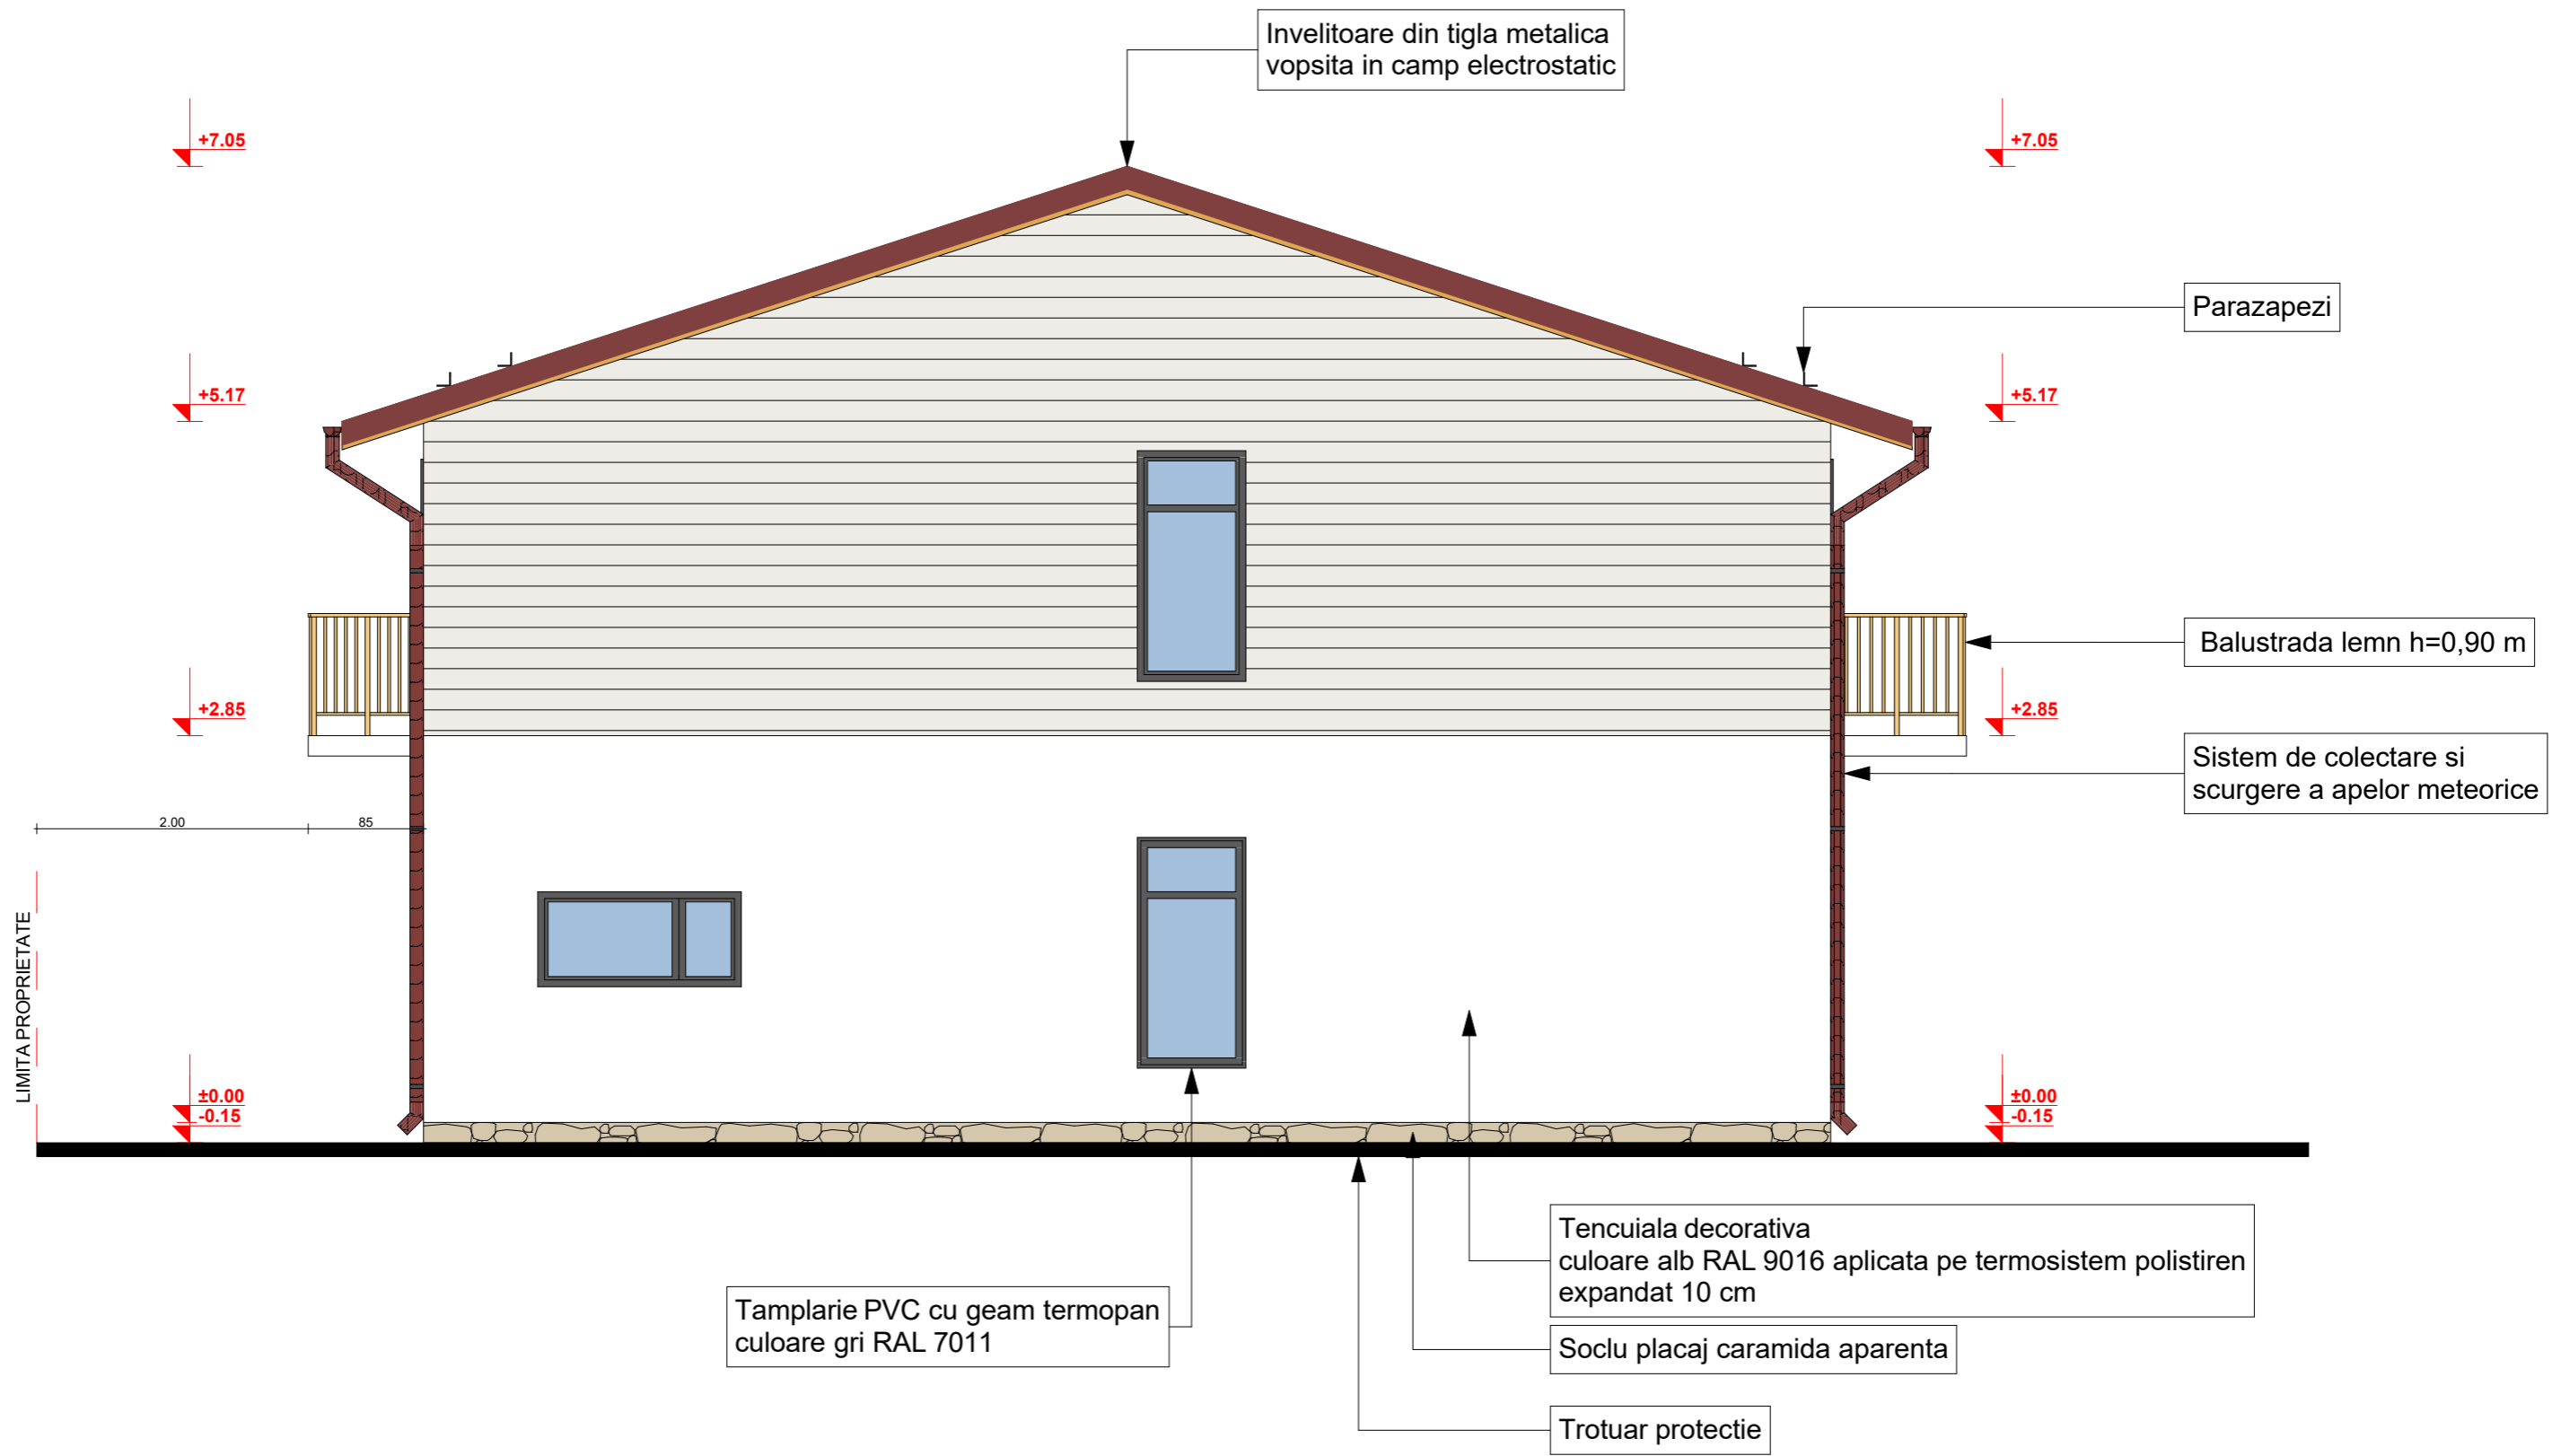 Invelitoare din tigla metalica
vopsita in camp electrostatic
+7.05
+7.05
Parazapezi
+5.17
+5.17
Balustrada lemn h=0,90 m
+2.85
+2.85
Sistem de colectare si
scurgere a apelor meteorice
2.00
85
LIMITA PROPRIETATE
±0.00
-0.15
±0.00
-0.15
Tencuiala decorativa
culoare alb RAL 9016 aplicata pe termosistem polistiren
expandat 10 cm
Tamplarie PVC cu geam termopan
culoare gri RAL 7011
Soclu placaj caramida aparenta
Trotuar protectie